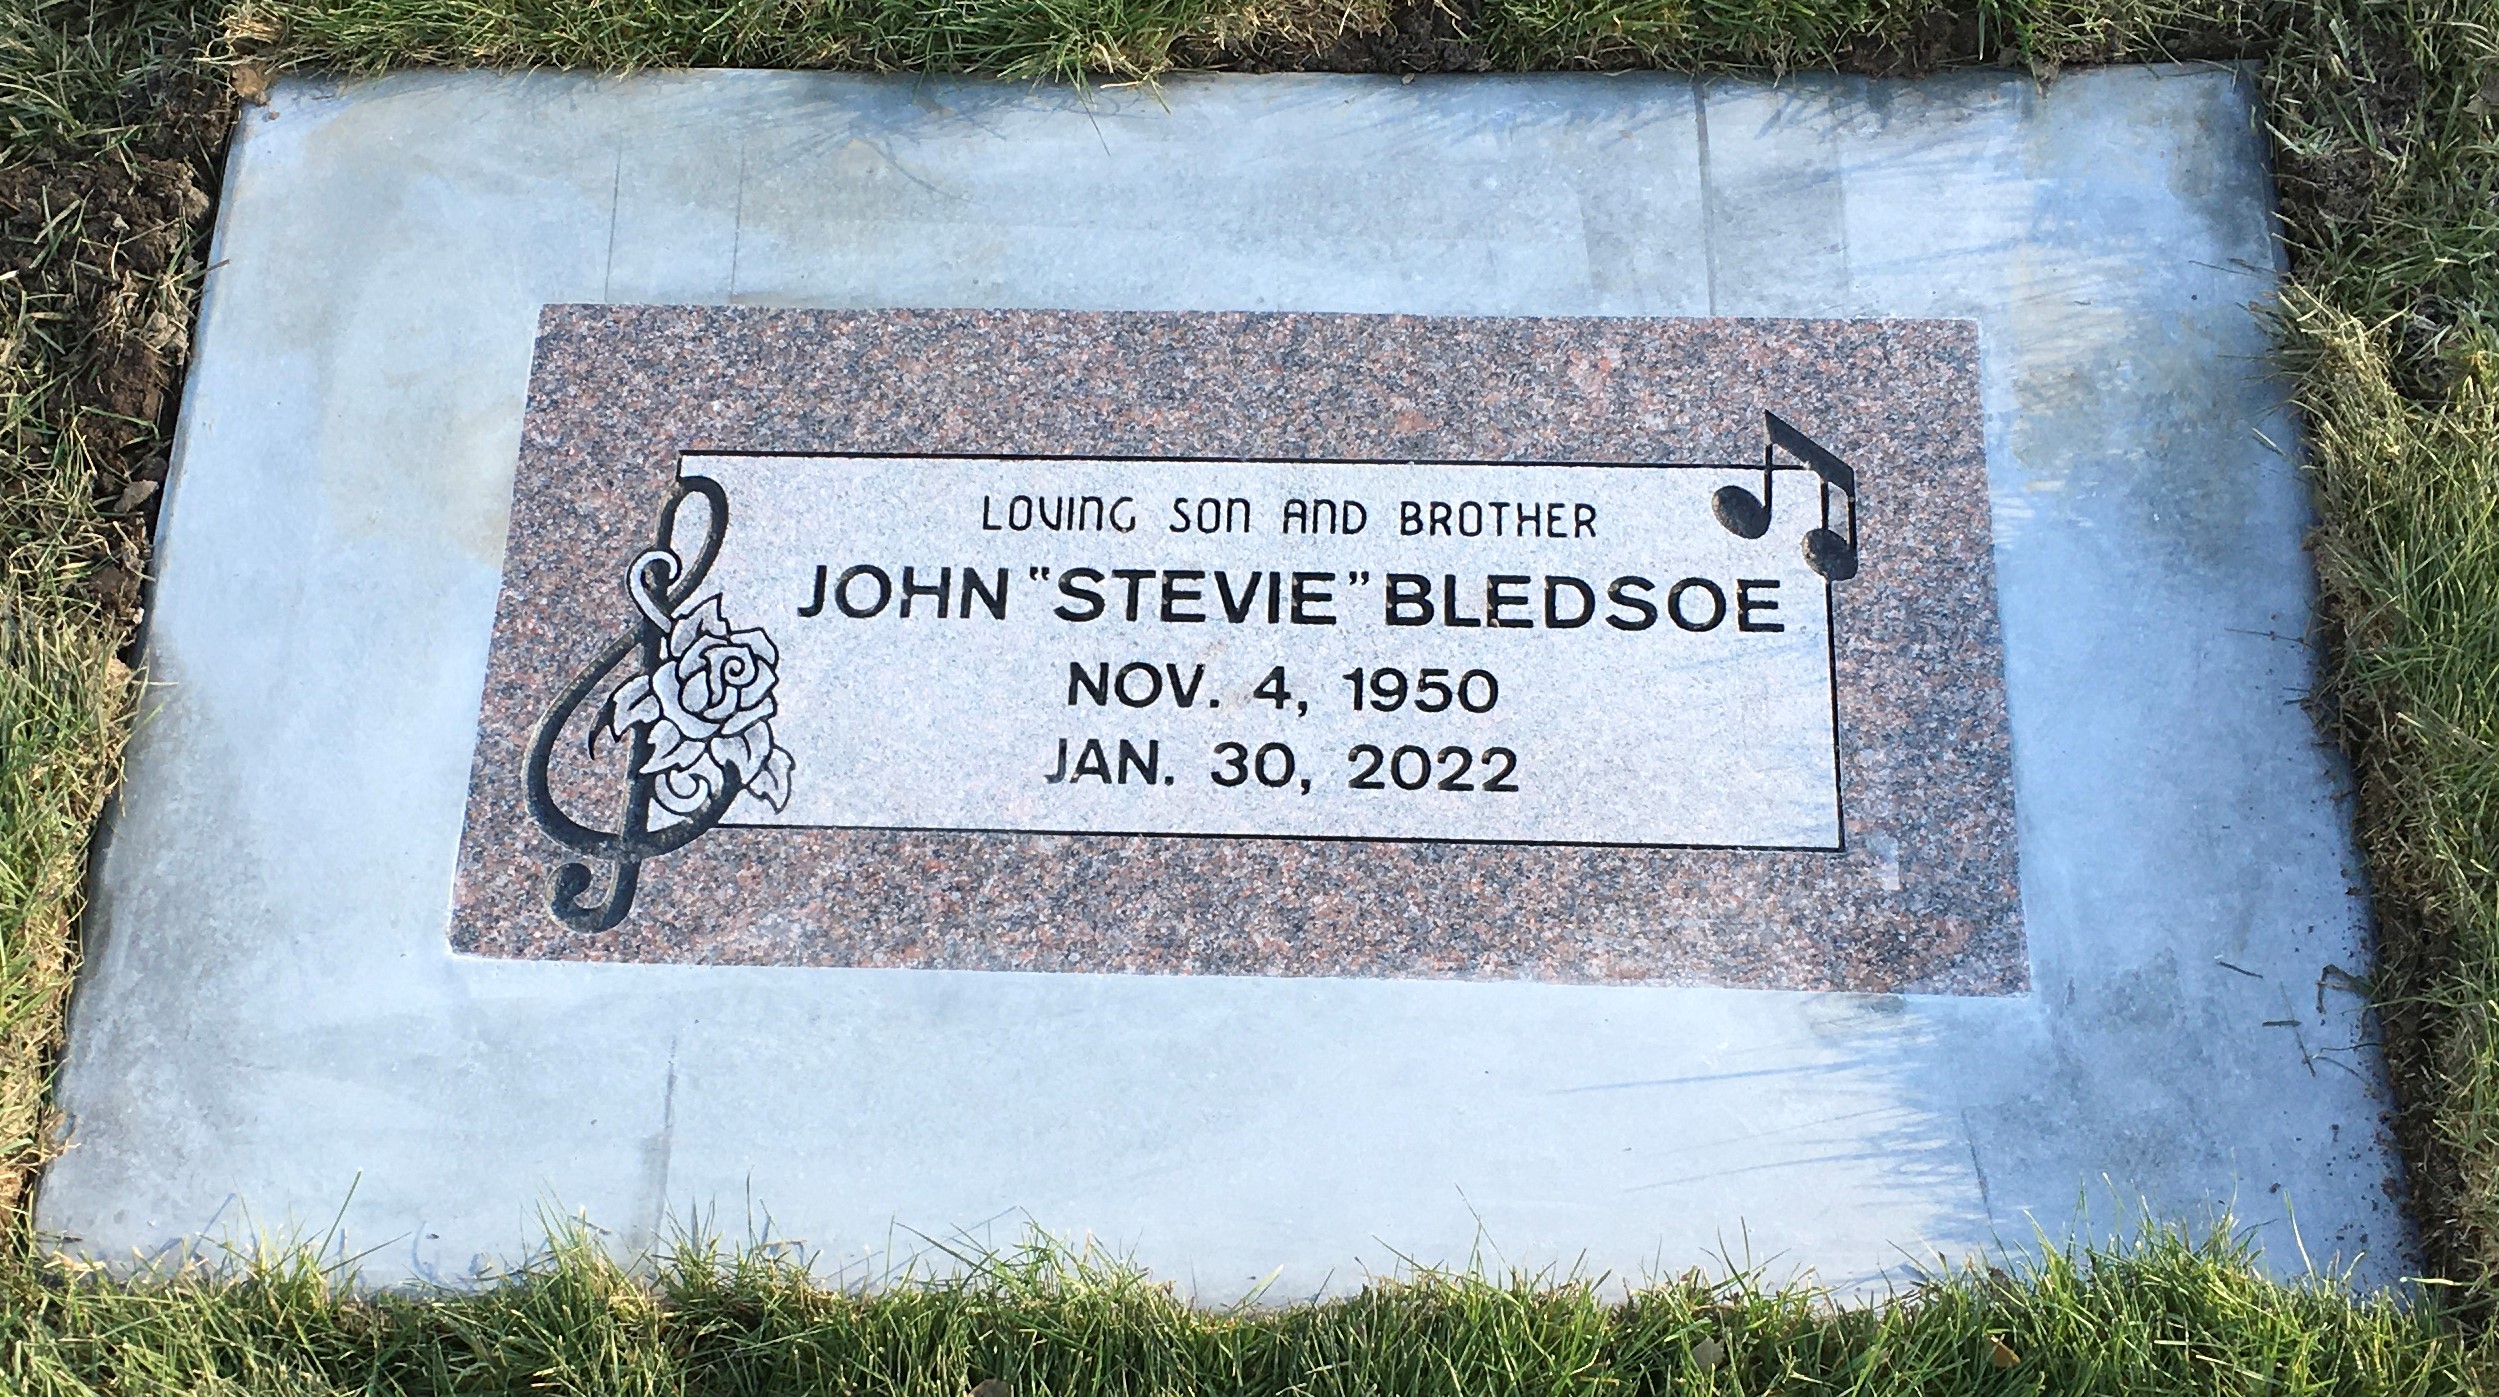 LOVING SON AND BROTHER
JOHN "STEVIE" BLEDSOE
NOV. 4, 1950
JAN. 30, 2022